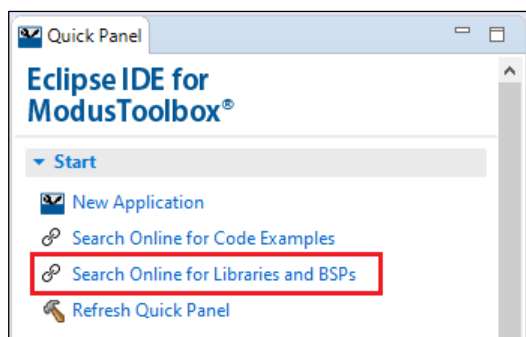 Quick Panel
Eclipse IDE for
ModusToolbox®
Start
New Application
Search Online for Code Examples
Search Online for Libraries and BSPs
Refresh Quick Panel